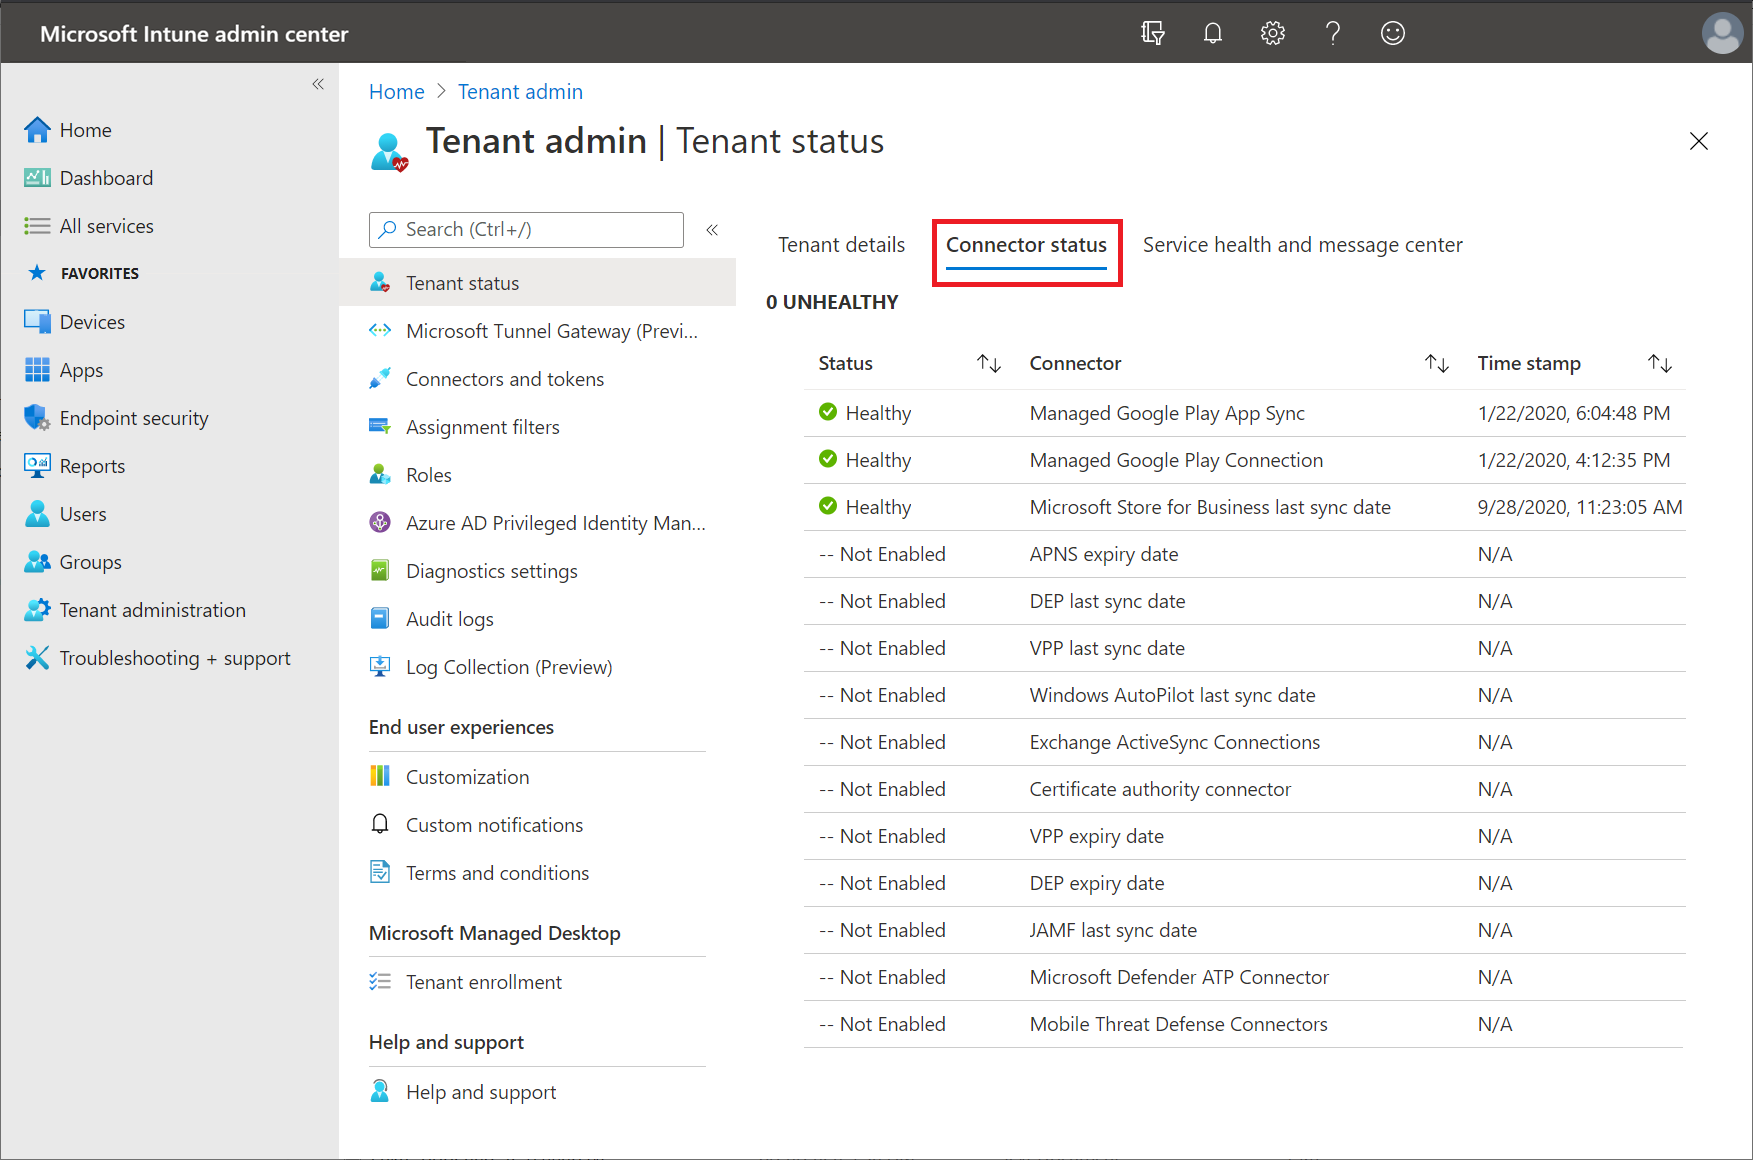 Microsoft Intune admin center
Home
Dashboard
All services
FAVORITES
Devices
Apps
Endpoint security
Reports
Users
Groups
Tenant administration
Troubleshooting + support
Home > Tenant admin
Tenant admin | Tenant status
Search (Ctrl+/)
Tenant status
Microsoft Tunnel Gateway (Previ...
Connectors and tokens
Assignment filters
Roles
Azure AD Privileged Identity Man...
Diagnostics settings
Audit logs
Log Collection (Preview)
End user experiences
Customization
Custom notifications
Terms and conditions
Microsoft Managed Desktop
Tenant enrollment
Help and support
Help and support
Tenant details Connector status Service health and message center
0 UNHEALTHY
Status Connector Time stamp
Healthy Managed Google Play App Sync 1/22/2020, 6:04:48 PM
Healthy Managed Google Play Connection 1/22/2020, 4:12:35 PM
Healthy Microsoft Store for Business last sync date 9/28/2020, 11:23:05 AM
-- Not Enabled APNS expiry date N/A
-- Not Enabled DEP last sync date N/A
-- Not Enabled VPP last sync date N/A
-- Not Enabled Windows AutoPilot last sync date N/A
-- Not Enabled Exchange ActiveSync Connections N/A
-- Not Enabled Certificate authority connector N/A
-- Not Enabled VPP expiry date N/A
-- Not Enabled DEP expiry date N/A
-- Not Enabled JAMF last sync date N/A
-- Not Enabled Microsoft Defender ATP Connector N/A
-- Not Enabled Mobile Threat Defense Connectors N/A